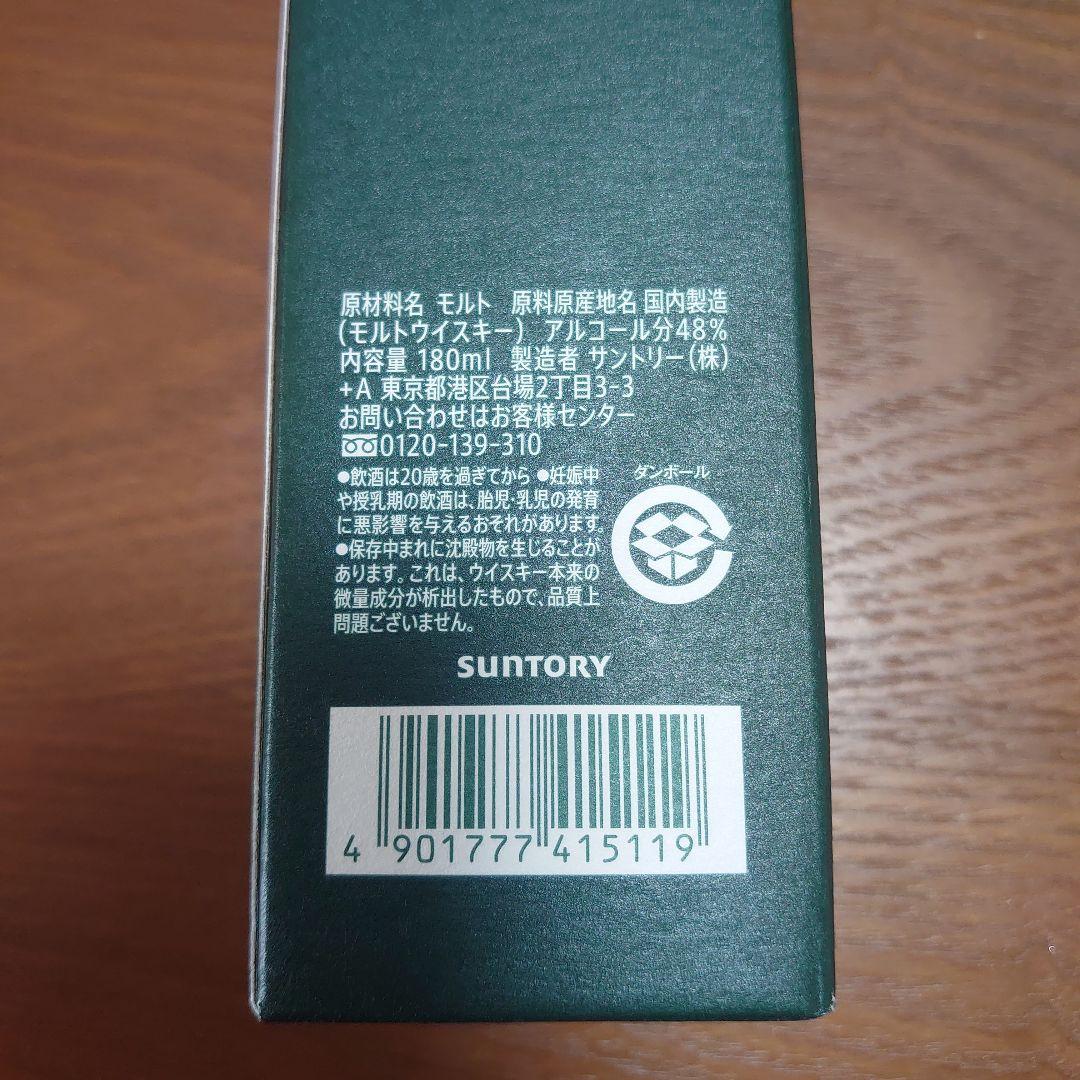 原材料名 モルト 原料原産地名 国内製造
(モルトウイスキー) アルコール分48%
内容量 180ml 製造者 サントリー(株)
+A 東京都港区台場2丁目3-3
お問い合わせはお客様センター
0120-139-310
●飲酒は20歳を過ぎてから ●妊娠中
や授乳期の飲酒は、胎児・乳児の発育
に悪影響を与えるおそれがあります。
●保存中まれに沈殿物を生じることが
あります。これは、ウイスキー本来の
微量成分が析出したもので、品質上
問題ございません。
ダンボール
SUNTORY
4 901777 415119